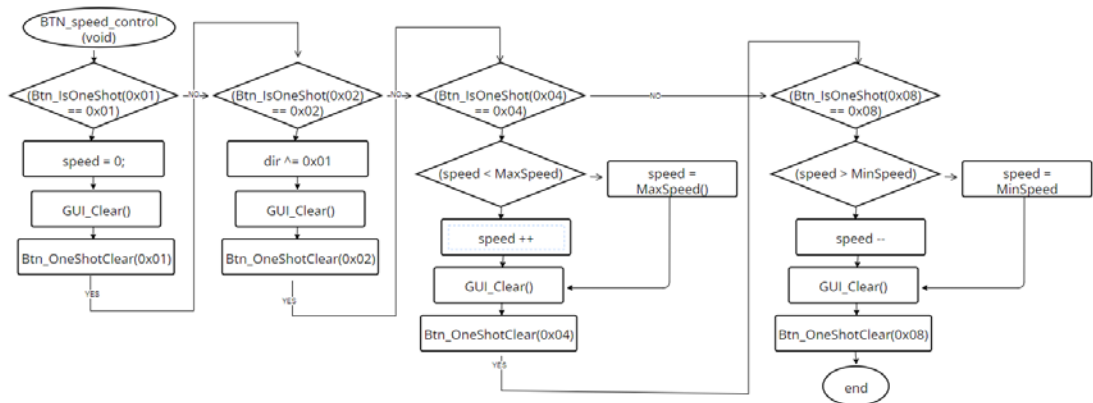 BTN_speed_control
(void)
(Btn_IsOneShot(0x01)
== 0x01)
NO
(Btn_IsOneShot(0x02)
== 0x02)
NO
(Btn_IsOneShot(0x04)
== 0x04)
NO
(Btn_IsOneShot(0x08)
== 0x08)
speed = 0;
GUI_Clear()
Btn_OneShotClear(0x01)
YES
dir ^= 0x01
GUI_Clear()
Btn_OneShotClear(0x02)
YES
(speed < MaxSpeed)
speed =
MaxSpeed()
speed ++
GUI_Clear()
Btn_OneShotClear(0x04)
YES
(speed > MinSpeed)
speed =
MinSpeed
speed --
GUI_Clear()
Btn_OneShotClear(0x08)
end